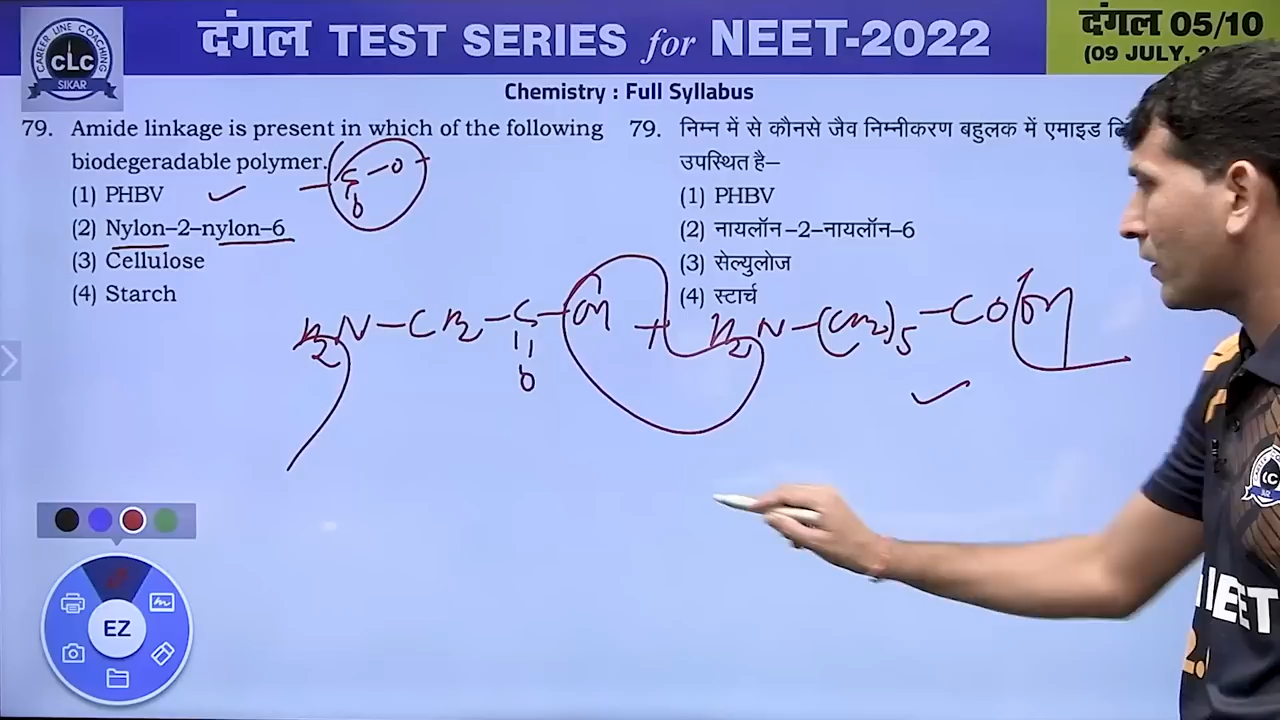 दंगल TEST SERIES for NEET-2022
दंगल 05/10
(09 JULY,
CAREER LINE COACHING
CLC
SIKAR
Chemistry : Full Syllabus
79. Amide linkage is present in which of the following
biodegeradable polymer.
(1) PHBV
(2) Nylon–2–nylon–6
(3) Cellulose
(4) Starch
–C–O–
O
79. निम्न में से कौनसे जैव निम्नीकरण बहुलक में एमाइड
उपस्थित है–
(1) PHBV
(2) नायलॉन–2–नायलॉन–6
(3) सेल्युलोज
(4) स्टार्च
H₂N–CH₂–C–OH + H₂N–(CH₂)₅–COOH
O
EZ
NEET